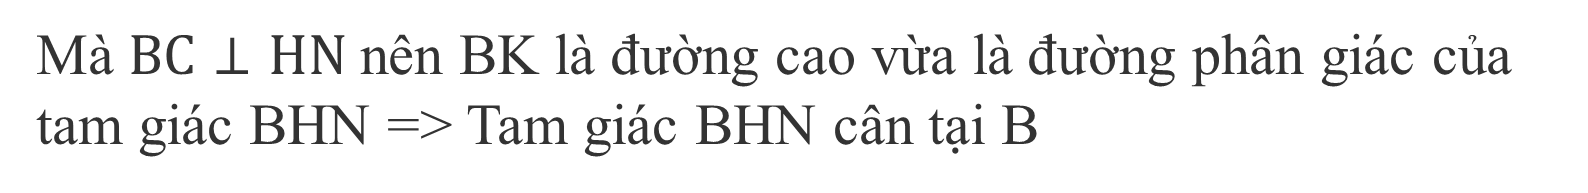 Mà BC ⊥ HN nên BK là đường cao vừa là đường phân giác của
tam giác BHN => Tam giác BHN cân tại B